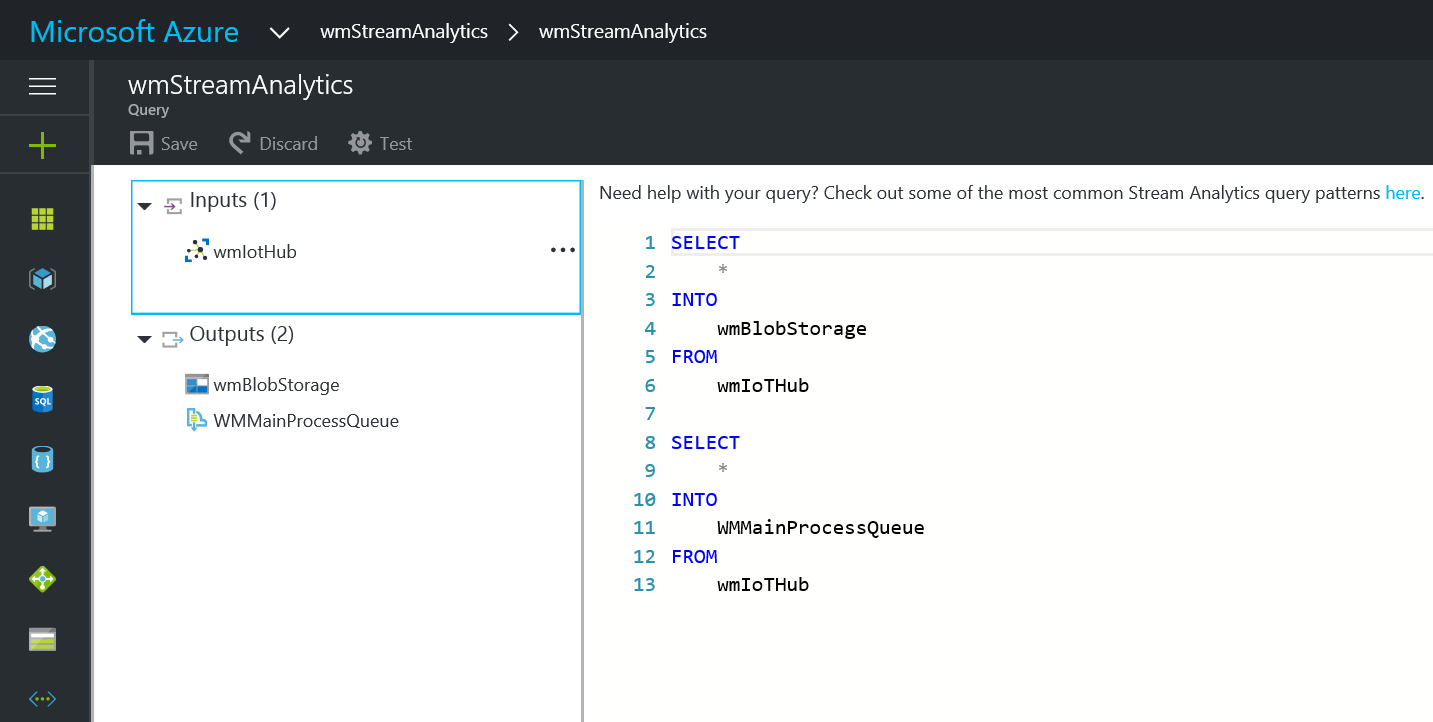 Microsoft Azure wmStreamAnalytics > wmStreamAnalytics
wmStreamAnalytics
Query
Save Discard Test
Inputs (1)
wmIotHub ...
Outputs (2)
wmBlobStorage
WMMainProcessQueue
Need help with your query? Check out some of the most common Stream Analytics query patterns here.
1 SELECT
2 *
3 INTO
4 wmBlobStorage
5 FROM
6 wmIoTHub
7
8 SELECT
9 *
10 INTO
11 WMMainProcessQueue
12 FROM
13 wmIoTHub
SQL